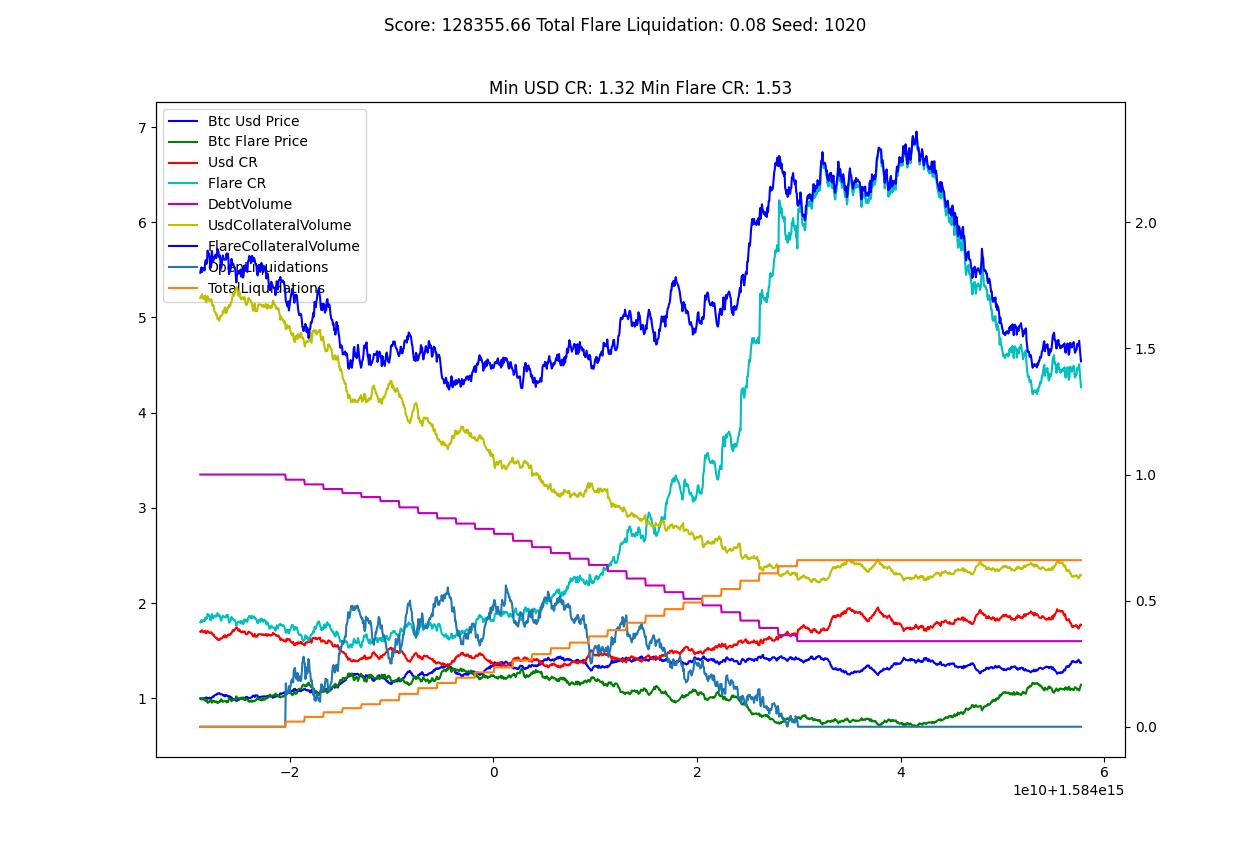 Score: 128355.66 Total Flare Liquidation: 0.08 Seed: 1020
Min USD CR: 1.32 Min Flare CR: 1.53
Btc Usd Price
Btc Flare Price
Usd CR
Flare CR
DebtVolume
UsdCollateralVolume
FlareCollateralVolume
OpenLiquidations
TotalLiquidations
7
6
5
4
3
2
1
2.0
1.5
1.0
0.5
0.0
−2
0
2
4
6
1e10+1.584e15